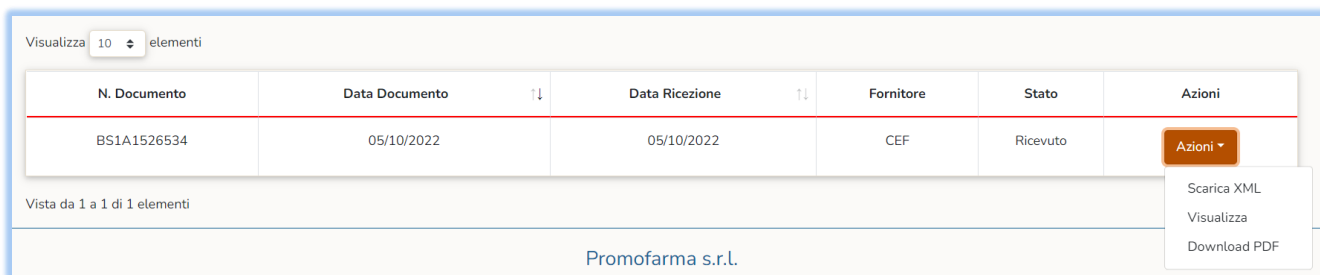 Visualizza 10 elementi
N. Documento Data Documento Data Ricezione Fornitore Stato Azioni
BS1A1526534 05/10/2022 05/10/2022 CEF Ricevuto Azioni
Scarica XML
Vista da 1 a 1 di 1 elementi
Visualizza
Download PDF
Promofarma s.r.l.